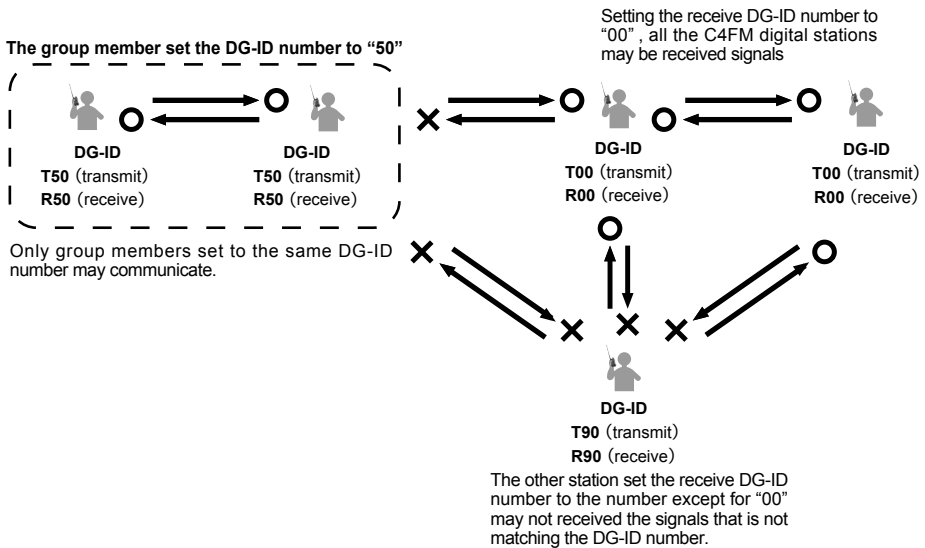 Setting the receive DG-ID number to
“00” , all the C4FM digital stations
may be received signals
The group member set the DG-ID number to “50”
DG-ID
T50 (transmit)
R50 (receive)
DG-ID
T50 (transmit)
R50 (receive)
DG-ID
T00 (transmit)
R00 (receive)
DG-ID
T00 (transmit)
R00 (receive)
Only group members set to the same DG-ID
number may communicate.
DG-ID
T90 (transmit)
R90 (receive)
The other station set the receive DG-ID
number to the number except for “00”
may not received the signals that is not
matching the DG-ID number.